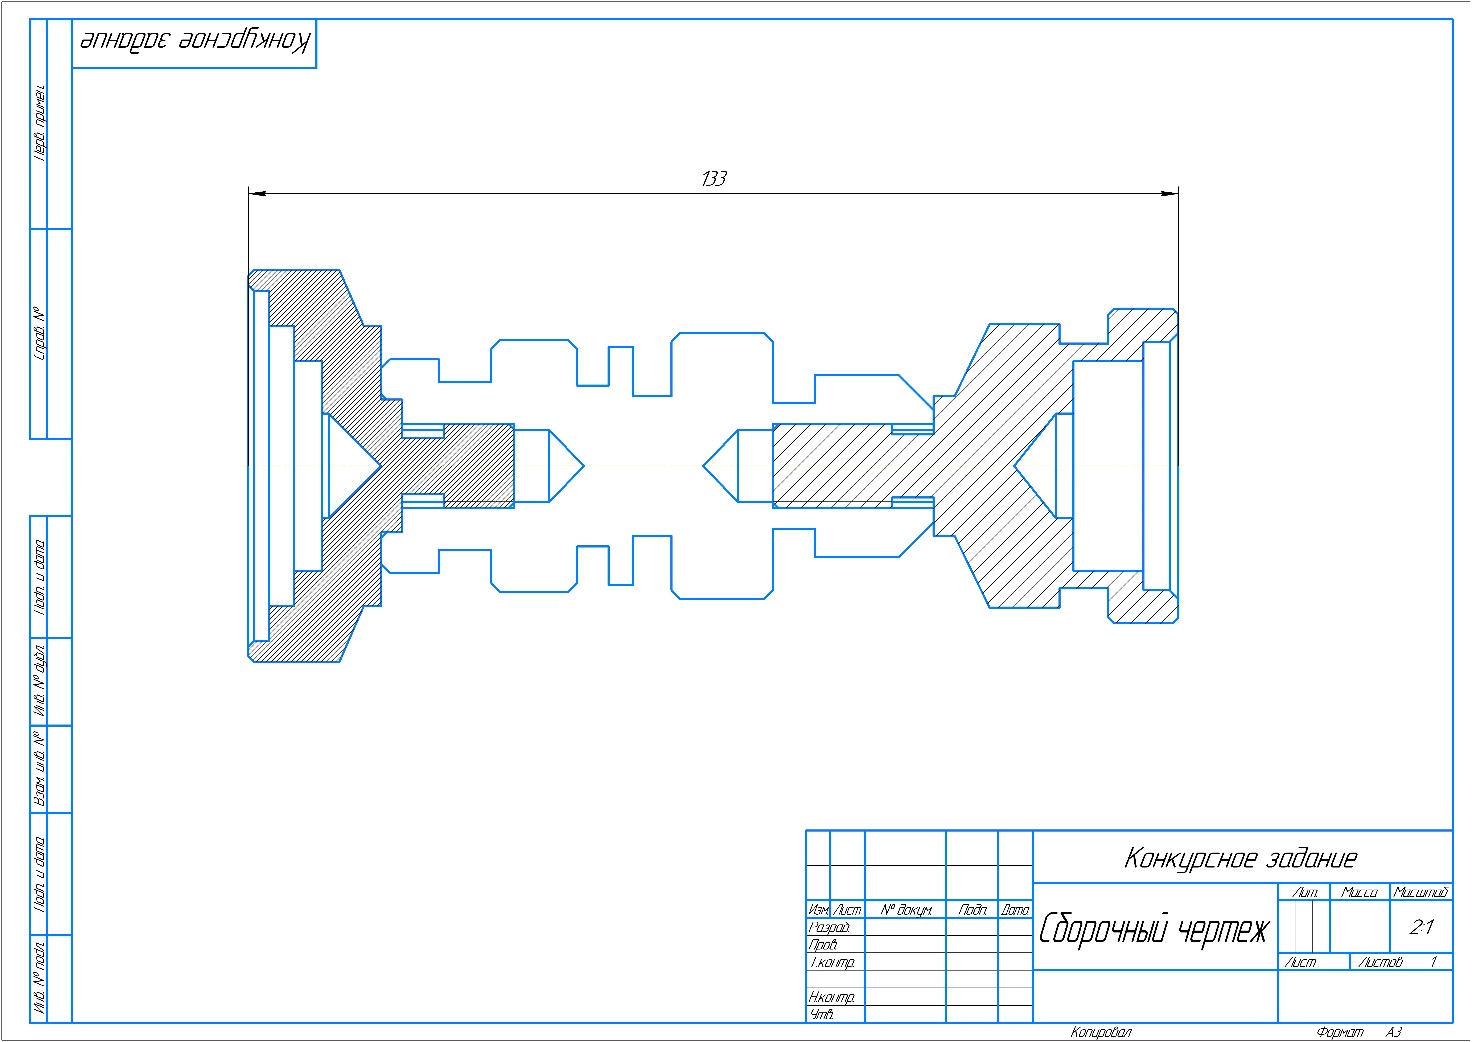 Конкурсное задание
Перв. примен.
Справ. №
133
Подп. и дата
Инв. № дубл.
Взам. инв. №
Подп. и дата
Инв. № подл.
Конкурсное задание
Лит. Масса Масштаб
Изм. Лист № докум. Подп. Дата
Сборочный чертеж
2:1
Разраб.
Пров.
Т.контр.
Лист Листов 1
Н.контр.
Утв.
Копировал Формат А3